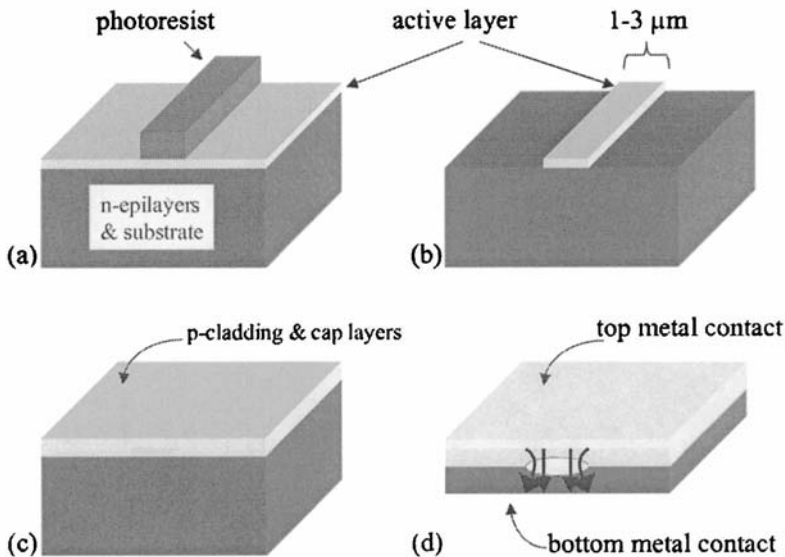 photoresist
active layer
1-3 µm
n-epilayers
& substrate
(a)
(b)
p-cladding & cap layers
top metal contact
(c)
(d)
bottom metal contact